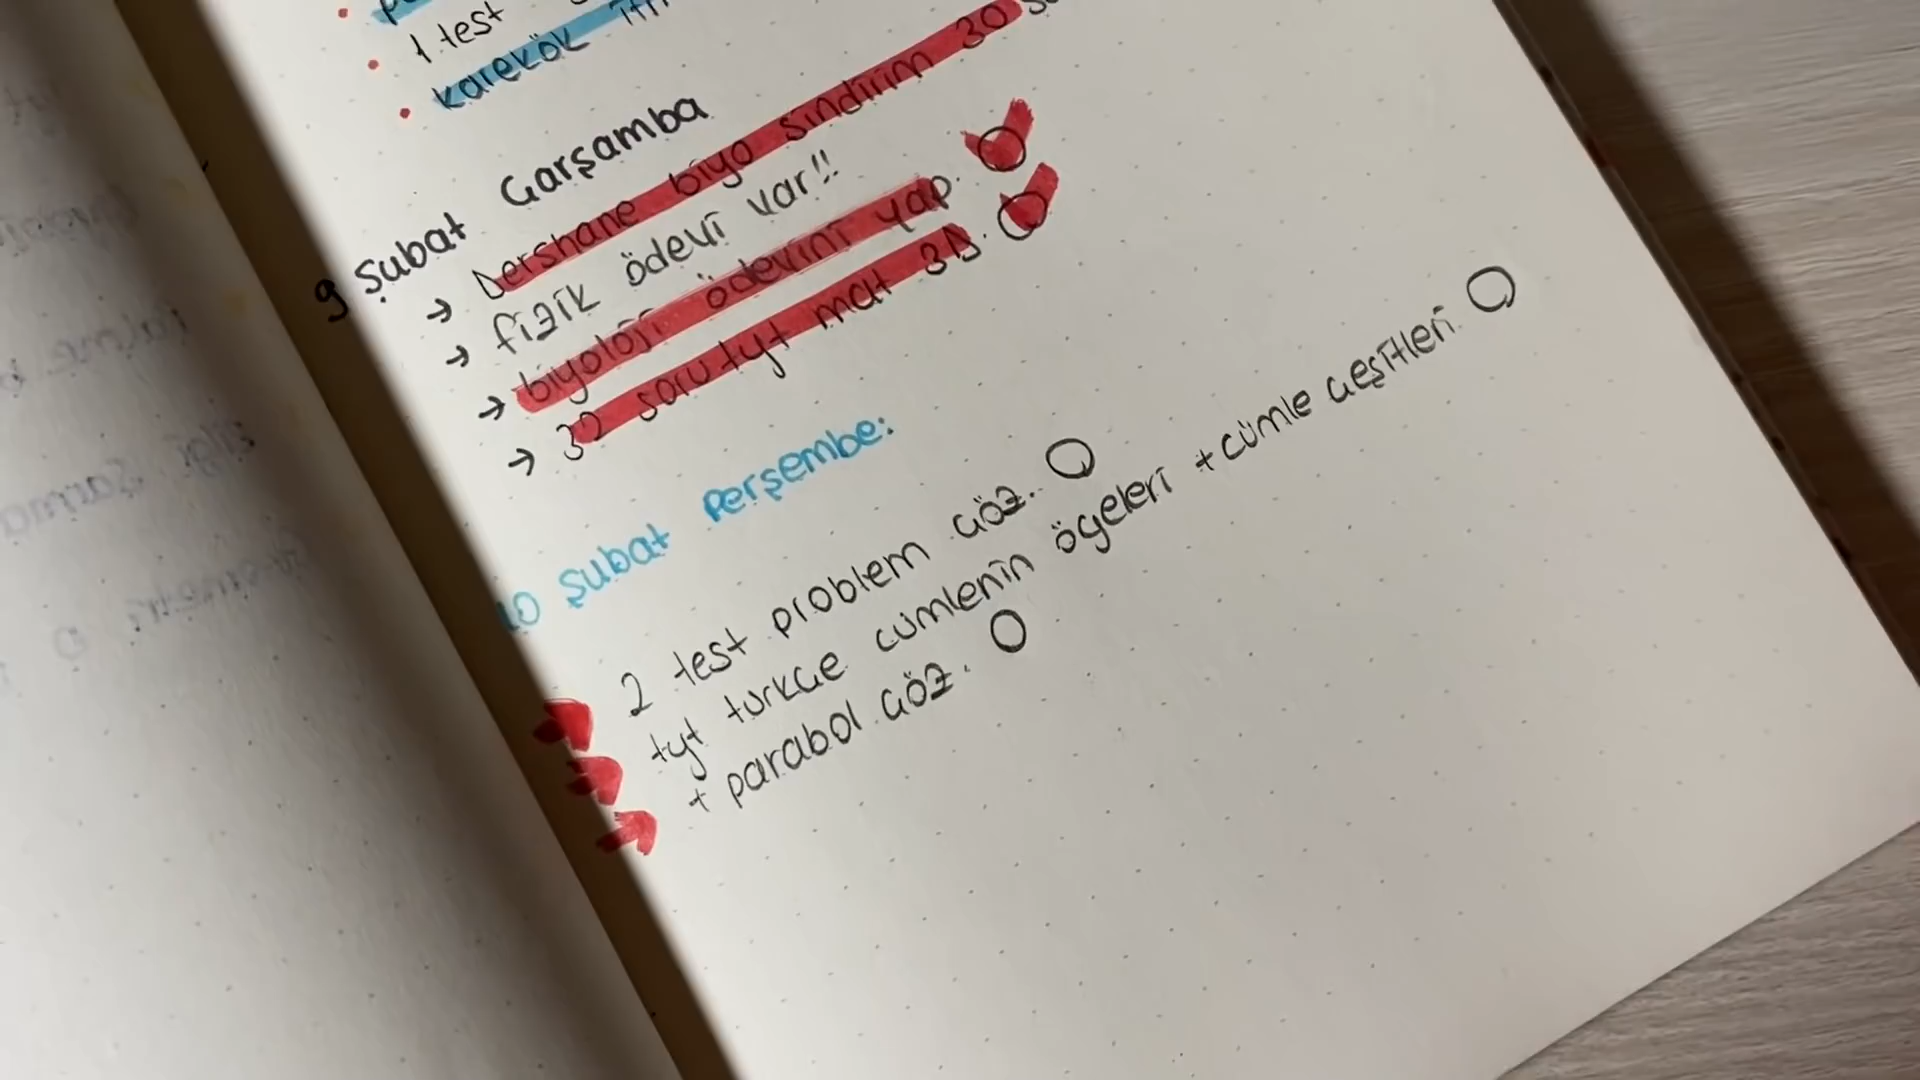 1 test
karekök
9 Şubat Çarşamba
→ Dershane biyo sindirim 30
→ fizik ödevi var!!
→ biyoloji ödevini yap.
→ 30 soru tyt mat 3D.
10 Şubat Perşembe:
2 test problem çöz.
tyt türkçe cümlenin ögeleri + cümle çeşitleri
+ parabol çöz.